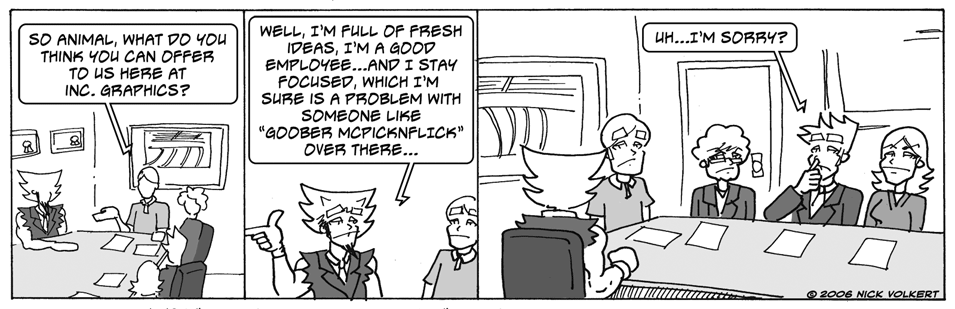 SO ANIMAL, WHAT DO YOU
THINK YOU CAN OFFER
TO US HERE AT
INC. GRAPHICS?
WELL, I'M FULL OF FRESH
IDEAS, I'M A GOOD
EMPLOYEE...AND I STAY
FOCUSED, WHICH I'M
SURE IS A PROBLEM WITH
SOMEONE LIKE
"GOOBER MCPICKNFLICK"
OVER THERE...
UH...I'M SORRY?
© 2006 NICK VOLKERT